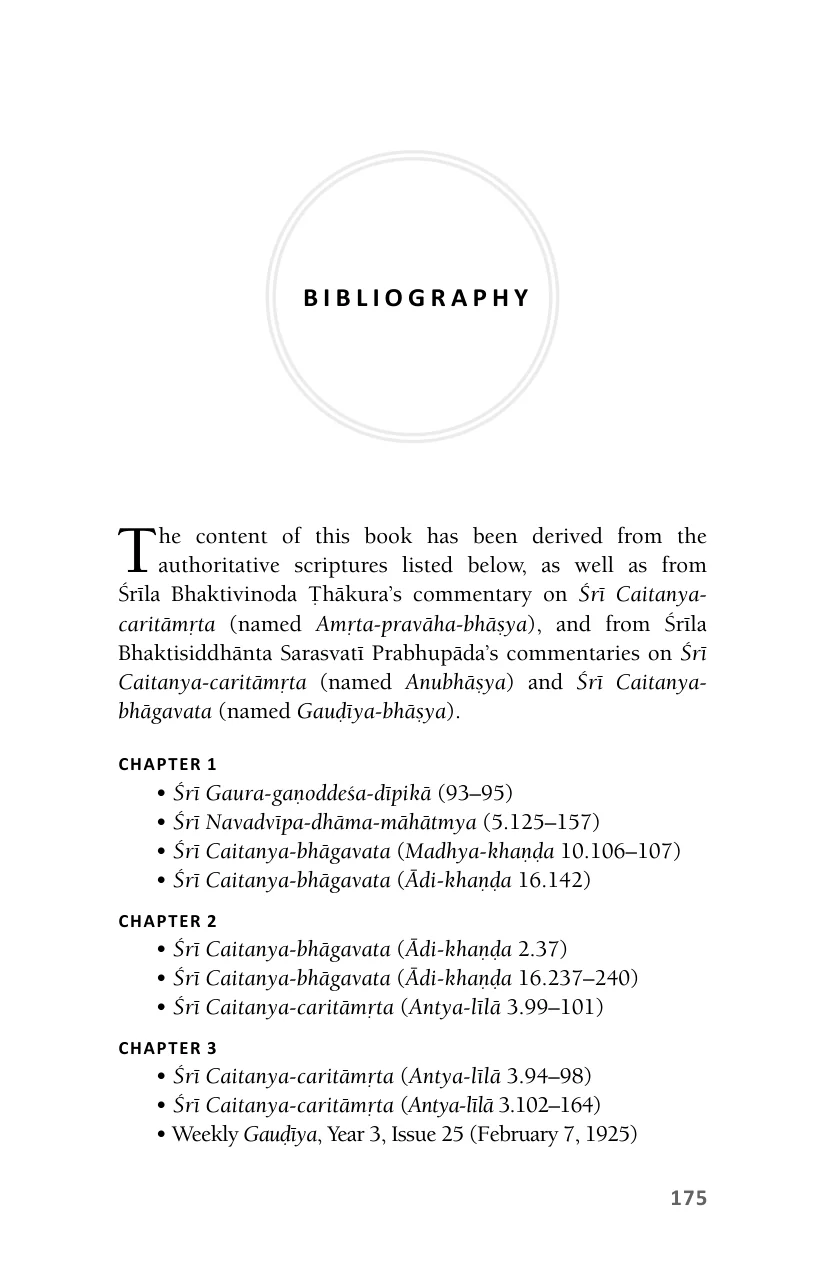 BIBLIOGRAPHY
The content of this book has been derived from the
authoritative scriptures listed below, as well as from
Śrīla Bhaktivinoda Ṭhākura’s commentary on Śrī Caitanya-
caritāmṛta (named Amṛta-pravāha-bhāṣya), and from Śrīla
Bhaktisiddhānta Sarasvatī Prabhupāda’s commentaries on Śrī
Caitanya-caritāmṛta (named Anubhāṣya) and Śrī Caitanya-
bhāgavata (named Gauḍīya-bhāṣya).
CHAPTER 1
• Śrī Gaura-gaṇoddeśa-dīpikā (93–95)
• Śrī Navadvīpa-dhāma-māhātmya (5.125–157)
• Śrī Caitanya-bhāgavata (Madhya-khaṇḍa 10.106–107)
• Śrī Caitanya-bhāgavata (Ādi-khaṇḍa 16.142)
CHAPTER 2
• Śrī Caitanya-bhāgavata (Ādi-khaṇḍa 2.37)
• Śrī Caitanya-bhāgavata (Ādi-khaṇḍa 16.237–240)
• Śrī Caitanya-caritāmṛta (Antya-līlā 3.99–101)
CHAPTER 3
• Śrī Caitanya-caritāmṛta (Antya-līlā 3.94–98)
• Śrī Caitanya-caritāmṛta (Antya-līlā 3.102–164)
• Weekly Gauḍīya, Year 3, Issue 25 (February 7, 1925)
175